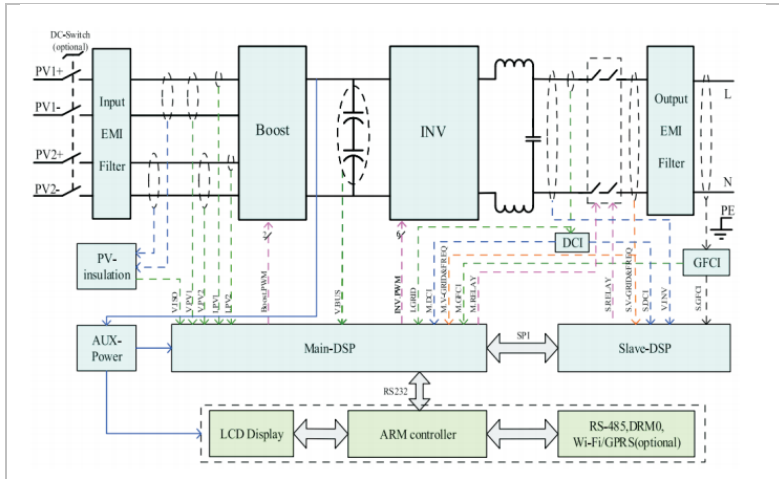 DC-Switch
(optional)
PV1+
PV1-
PV2+
PV2-
Input
EMI
Filter
Boost
INV
Output
EMI
Filter
L
N
PE
PV-
insulation
DCI
GFCI
V.ISO
V.PV1
V.PV2
I.PV1
I.PV2
Boost.PWM
V.BUS
INV.PWM
I.GRID
M.DCI
M.V-GRID&FREQ
M.GFCI
M.RELAY
S.RELAY
S.V-GRID&FREQ
S.DCI
V.INV
S.GFCI
AUX-
Power
Main-DSP
SPI
Slave-DSP
RS232
LCD Display
ARM controller
RS-485,DRM0,
Wi-Fi/GPRS(optional)